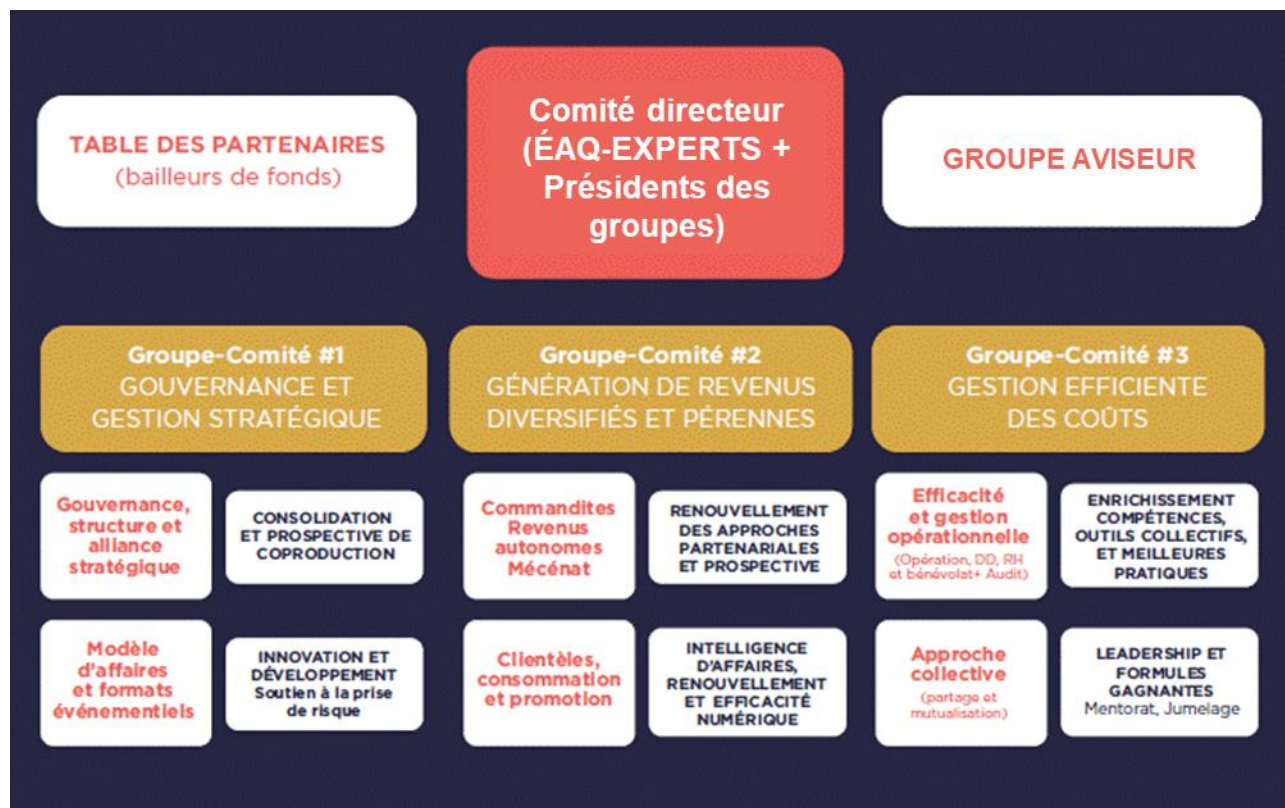 TABLE DES PARTENAIRES
(bailleurs de fonds)
Comité directeur
(ÉAQ-EXPERTS +
Présidents des
groupes)
GROUPE AVISEUR
Groupe-Comité #1
GOUVERNANCE ET
GESTION STRATÉGIQUE
Groupe-Comité #2
GÉNÉRATION DE REVENUS
DIVERSIFIÉS ET PÉRENNES
Groupe-Comité #3
GESTION EFFICIENTE
DES COÛTS
Gouvernance,
structure et
alliance
stratégique
CONSOLIDATION
ET PROSPECTIVE DE
COPRODUCTION
Commandites
Revenus
autonomes
Mécénat
RENOUVELLEMENT
DES APPROCHES
PARTENARIALES
ET PROSPECTIVE
Efficacité
et gestion
opérationnelle
(Opération, DD, RH
et bénévolat+ Audit)
ENRICHISSEMENT
COMPÉTENCES,
OUTILS COLLECTIFS,
ET MEILLEURES
PRATIQUES
Modèle
d'affaires
et formats
événementiels
INNOVATION ET
DÉVELOPPEMENT
Soutien à la prise
de risque
Clientèles,
consommation
et promotion
INTELLIGENCE
D'AFFAIRES,
RENOUVELLEMENT
ET EFFICACITÉ
NUMÉRIQUE
Approche
collective
(partage et
mutualisation)
LEADERSHIP ET
FORMULES
GAGNANTES
Mentorat, Jumelage